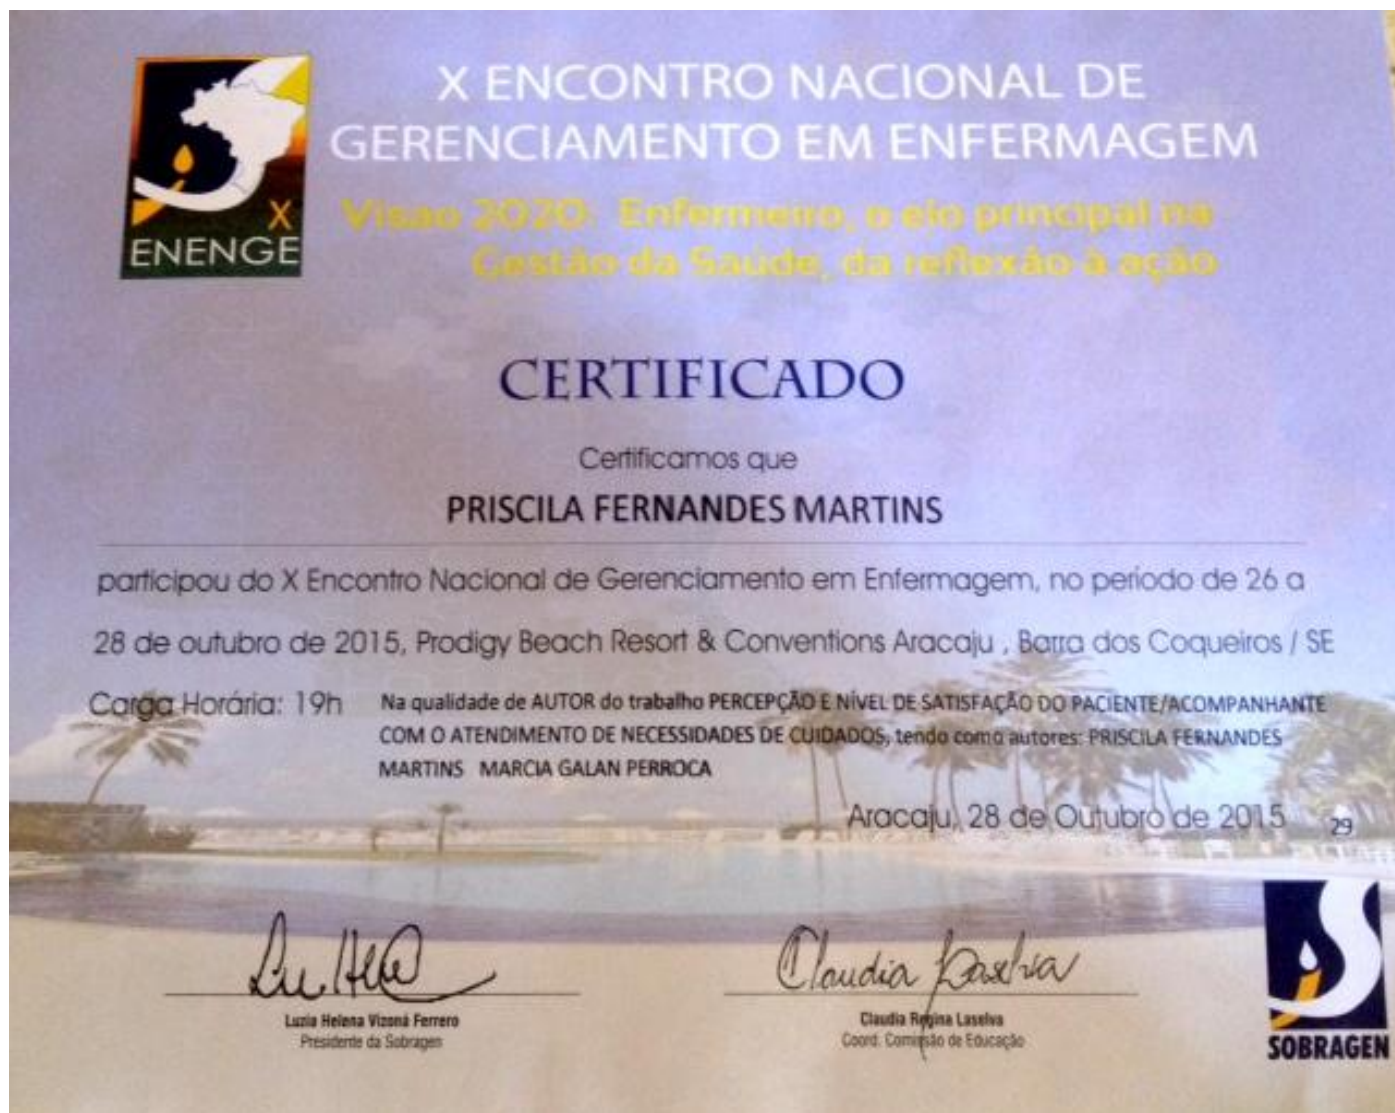 X ENCONTRO NACIONAL DE
GERENCIAMENTO EM ENFERMAGEM
Visao 2020: Enfermeiro, o elo principal na
Gestão da Saúde, da reflexão à ação
X
ENENGE
CERTIFICADO
Certificamos que
PRISCILA FERNANDES MARTINS
participou do X Encontro Nacional de Gerenciamento em Enfermagem, no período de 26 a
28 de outubro de 2015, Prodigy Beach Resort & Conventions Aracaju , Barra dos Coqueiros / SE
Carga Horária: 19h
Na qualidade de AUTOR do trabalho PERCEPÇÃO E NÍVEL DE SATISFAÇÃO DO PACIENTE/ACOMPANHANTE
COM O ATENDIMENTO DE NECESSIDADES DE CUIDADOS, tendo como autores: PRISCILA FERNANDES
MARTINS MARCIA GALAN PERROCA
Aracaju, 28 de Outubro de 2015
29
Claudia Laselva
Luzia Helena Vizoná Ferrero
Presidente da Sobragen
Claudia Regina Laselva
Coord. Comissão de Educação
SOBRAGEN